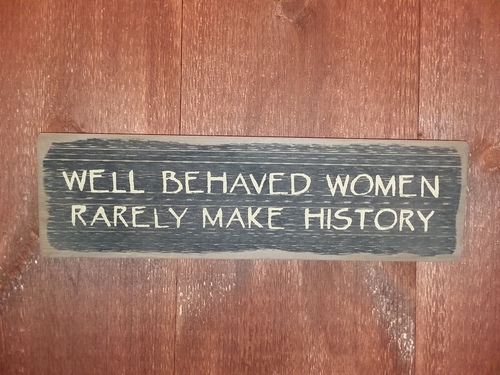 WELL BEHAVED WOMEN
RARELY MAKE HISTORY